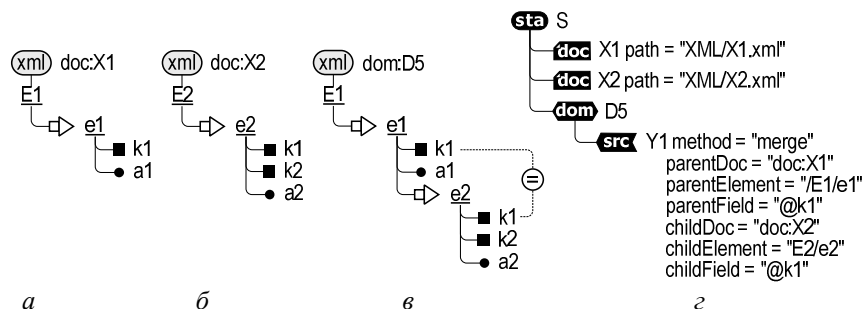 xml doc:X1
E1
e1
k1
a1
xml doc:X2
E2
e2
k1
k2
a2
xml dom:D5
E1
e1
k1
a1
=
e2
k1
k2
a2
sta S
doc X1 path = "XML/X1.xml"
doc X2 path = "XML/X2.xml"
dom D5
src Y1 method = "merge"
parentDoc = "doc:X1"
parentElement = "/E1/e1"
parentField = "@k1"
childDoc = "doc:X2"
childElement = "E2/e2"
childField = "@k1"
а б в г